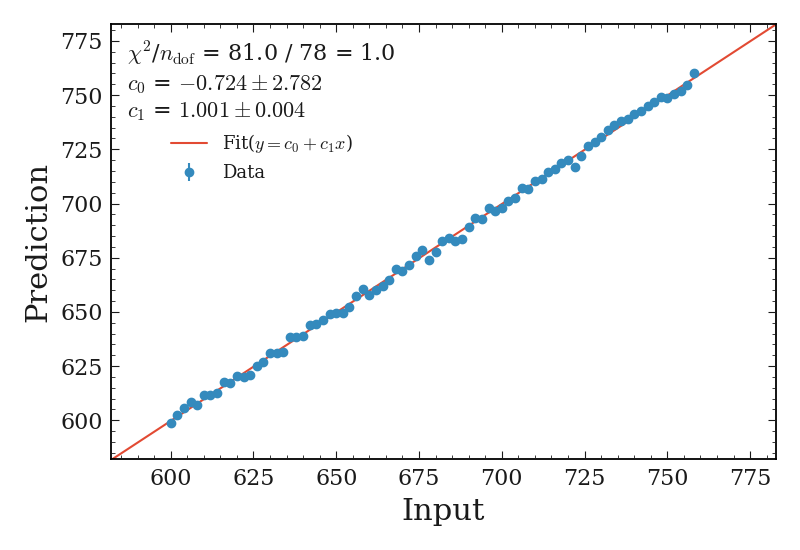 χ²/n_dof = 81.0 / 78 = 1.0
c₀ = −0.724 ± 2.782
c₁ = 1.001 ± 0.004
Fit(y = c₀ + c₁x)
Data
Prediction
775
750
725
700
675
650
625
600
600 625 650 675 700 725 750 775
Input